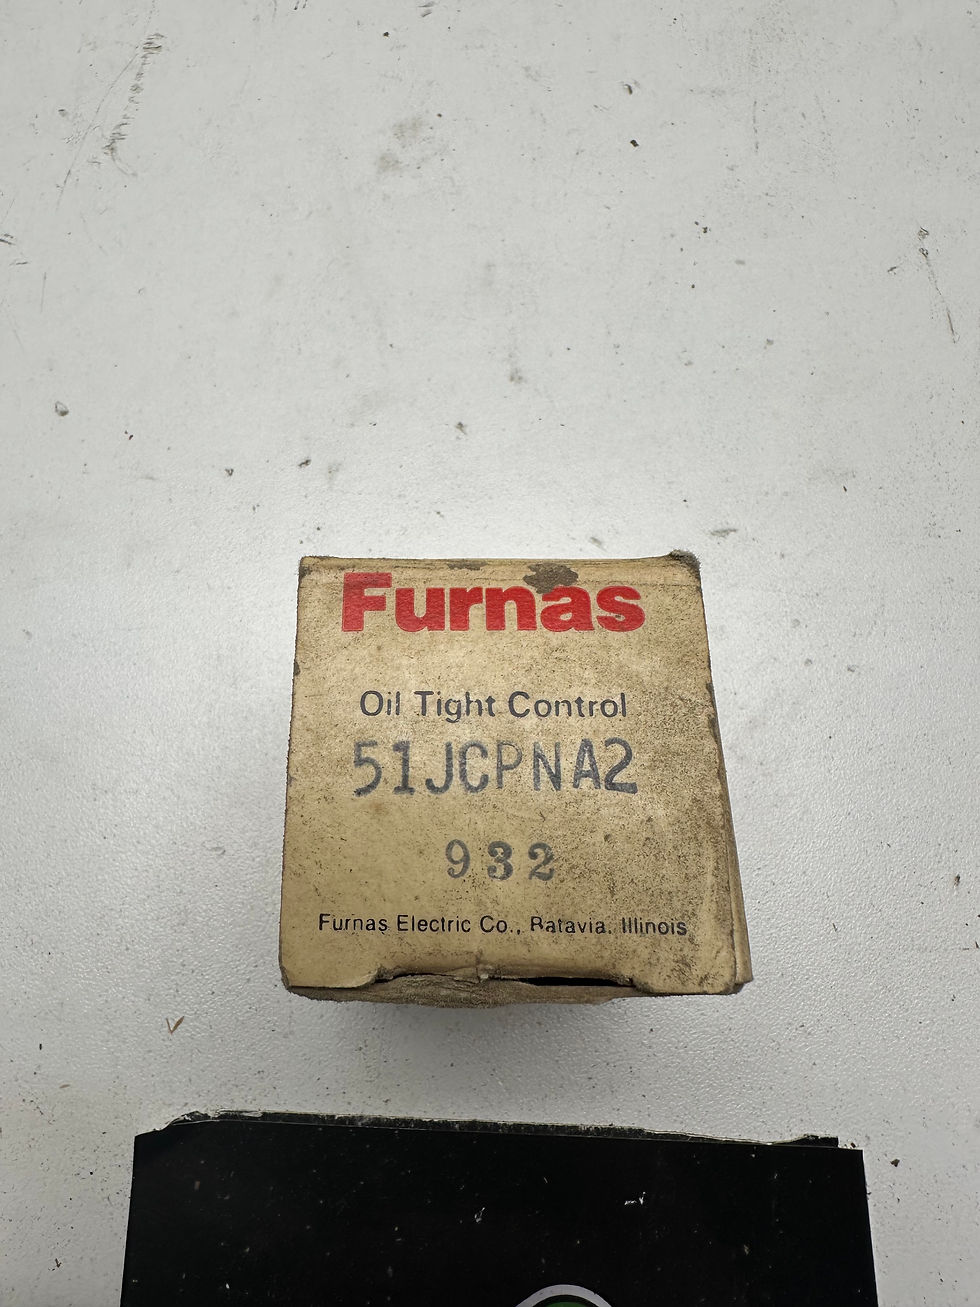 Furnas
Oil Tight Control
51JCPNA2
932
Furnas Electric Co., Batavia, Illinois